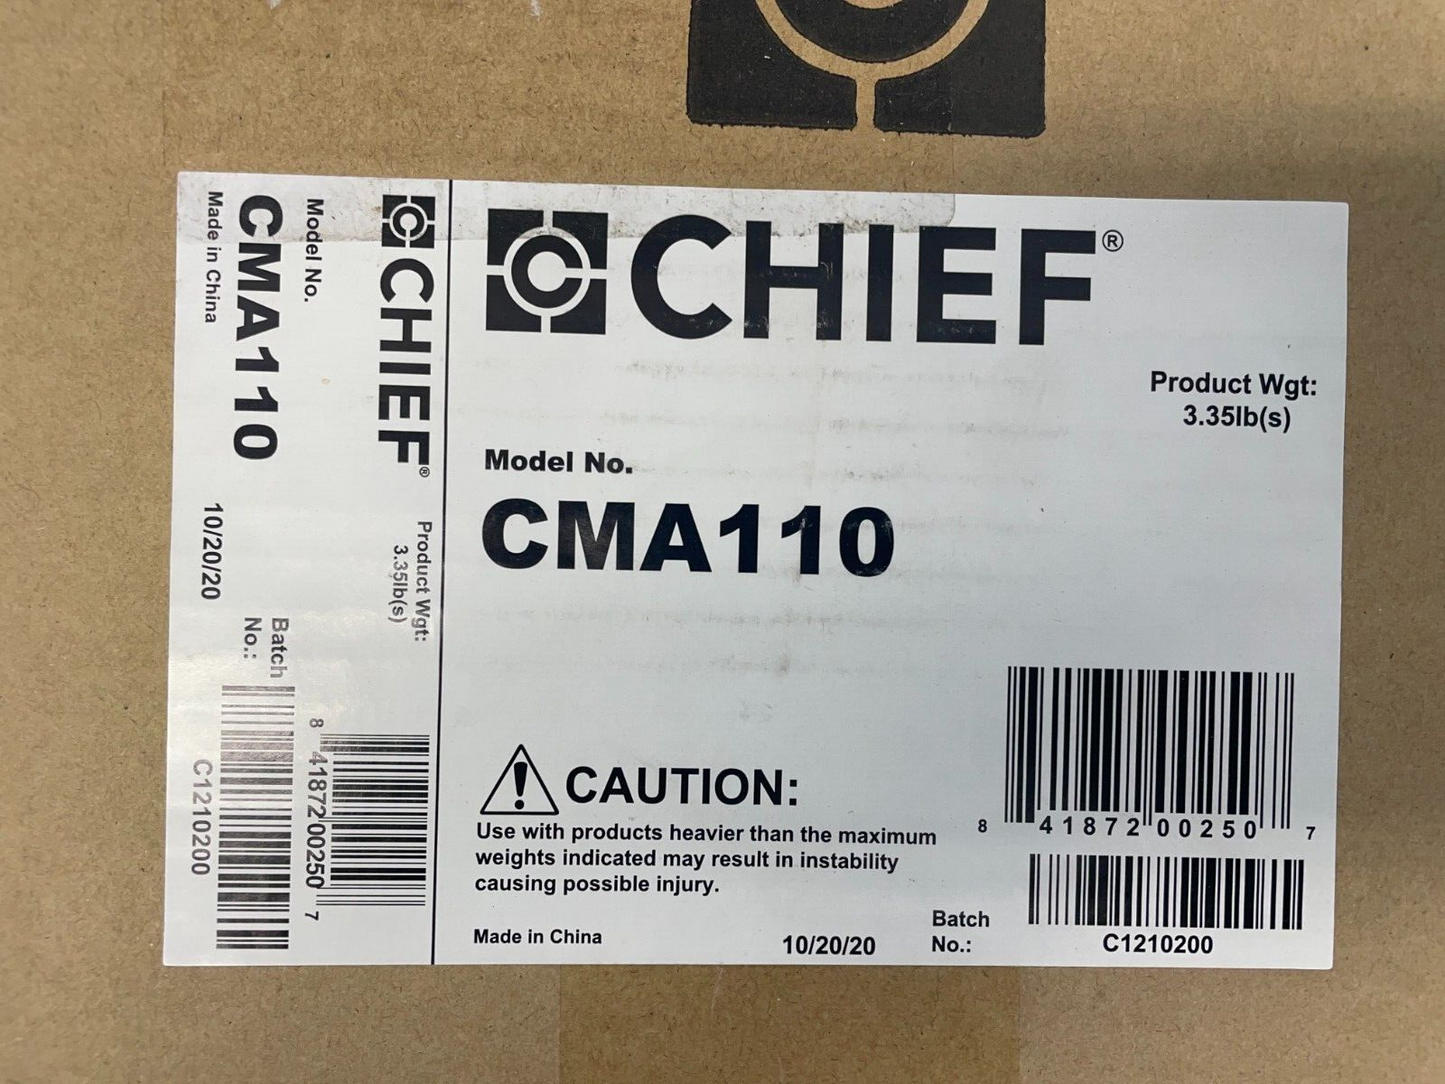 CHIEF®
Model No.
CMA110
Made in China
10/20/20
Product Wgt:
3.35lb(s)
Batch
No.:
C1210200
8 41872 00250 7
CHIEF®
Product Wgt:
3.35lb(s)
Model No.
CMA110
CAUTION:
Use with products heavier than the maximum
weights indicated may result in instability
causing possible injury.
8 41872 00250 7
Made in China
10/20/20
Batch
No.:
C1210200